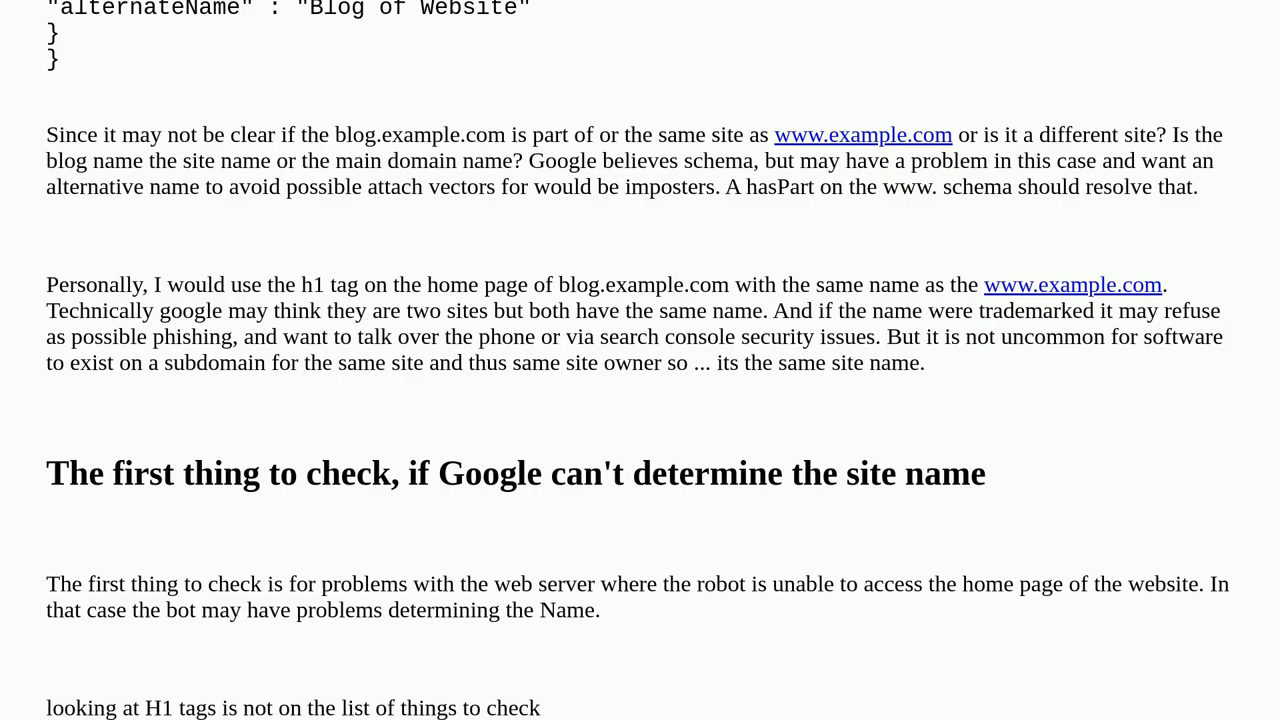 "alternateName" : "Blog of Website"
}
}
Since it may not be clear if the blog.example.com is part of or the same site as www.example.com or is it a different site? Is the
blog name the site name or the main domain name? Google believes schema, but may have a problem in this case and want an
alternative name to avoid possible attach vectors for would be imposters. A hasPart on the www. schema should resolve that.
Personally, I would use the h1 tag on the home page of blog.example.com with the same name as the www.example.com.
Technically google may think they are two sites but both have the same name. And if the name were trademarked it may refuse
as possible phishing, and want to talk over the phone or via search console security issues. But it is not uncommon for software
to exist on a subdomain for the same site and thus same site owner so ... its the same site name.
The first thing to check, if Google can't determine the site name
The first thing to check is for problems with the web server where the robot is unable to access the home page of the website. In
that case the bot may have problems determining the Name.
looking at H1 tags is not on the list of things to check